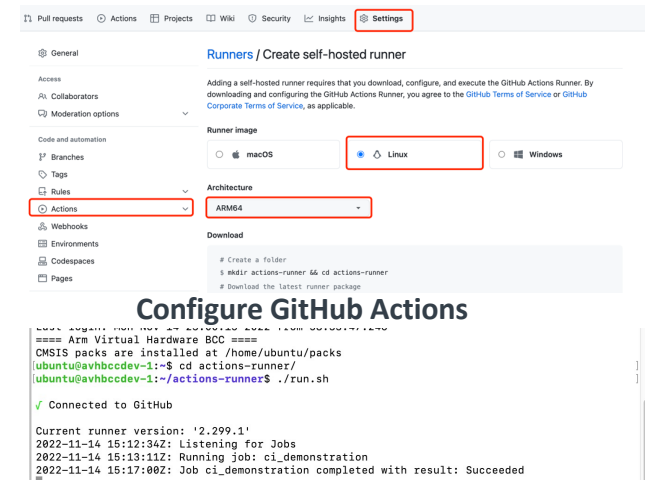 Pull requests Actions Projects Wiki Security Insights Settings
General
Access
Collaborators
Moderation options
Code and automation
Branches
Tags
Rules
Actions
Webhooks
Environments
Codespaces
Pages
Runners / Create self-hosted runner
Adding a self-hosted runner requires that you download, configure, and execute the GitHub Actions Runner. By
downloading and configuring the GitHub Actions Runner, you agree to the GitHub Terms of Service or GitHub
Corporate Terms of Service, as applicable.
Runner image
macOS Linux Windows
Architecture
ARM64
Download
# Create a folder
$ mkdir actions-runner && cd actions-runner
# Download the latest runner package
Configure GitHub Actions
==== Arm Virtual Hardware BCC ====
CMSIS packs are installed at /home/ubuntu/packs
[ubuntu@avhbccdev-1:~$ cd actions-runner/ ]
[ubuntu@avhbccdev-1:~/actions-runner$ ./run.sh ]
√ Connected to GitHub
Current runner version: '2.299.1'
2022-11-14 15:12:34Z: Listening for Jobs
2022-11-14 15:13:11Z: Running job: ci_demonstration
2022-11-14 15:17:00Z: Job ci_demonstration completed with result: Succeeded